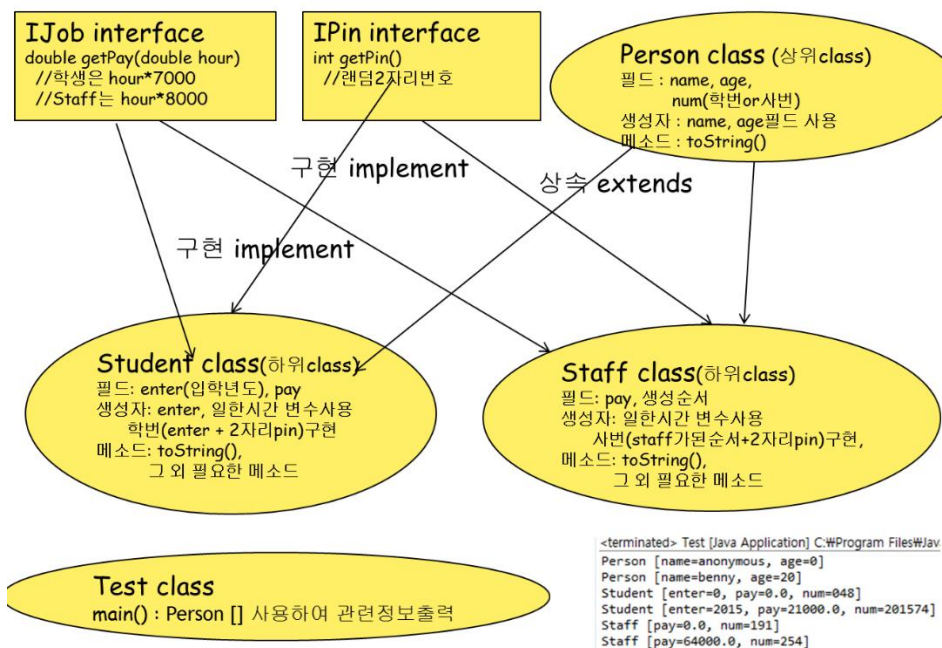 IJob interface
double getPay(double hour)
//학생은 hour*7000
//Staff는 hour*8000
IPin interface
int getPin()
//랜덤2자리번호
Person class (상위class)
필드 : name, age,
num(학번or사번)
생성자 : name, age필드 사용
메소드 : toString()
구현 implement
상속 extends
구현 implement
Student class(하위class)
필드: enter(입학년도), pay
생성자: enter, 일한시간 변수사용
학번(enter + 2자리pin)구현
메소드: toString(),
그 외 필요한 메소드
Staff class(하위class)
필드: pay, 생성순서
생성자: 일한시간 변수사용
사번(staff가된순서+2자리pin)구현,
메소드: toString(),
그 외 필요한 메소드
Test class
main() : Person [] 사용하여 관련정보출력
<terminated> Test [Java Application] C:₩Program Files₩Jav
Person [name=anonymous, age=0]
Person [name=benny, age=20]
Student [enter=0, pay=0.0, num=048]
Student [enter=2015, pay=21000.0, num=201574]
Staff [pay=0.0, num=191]
Staff [pay=64000.0, num=254]